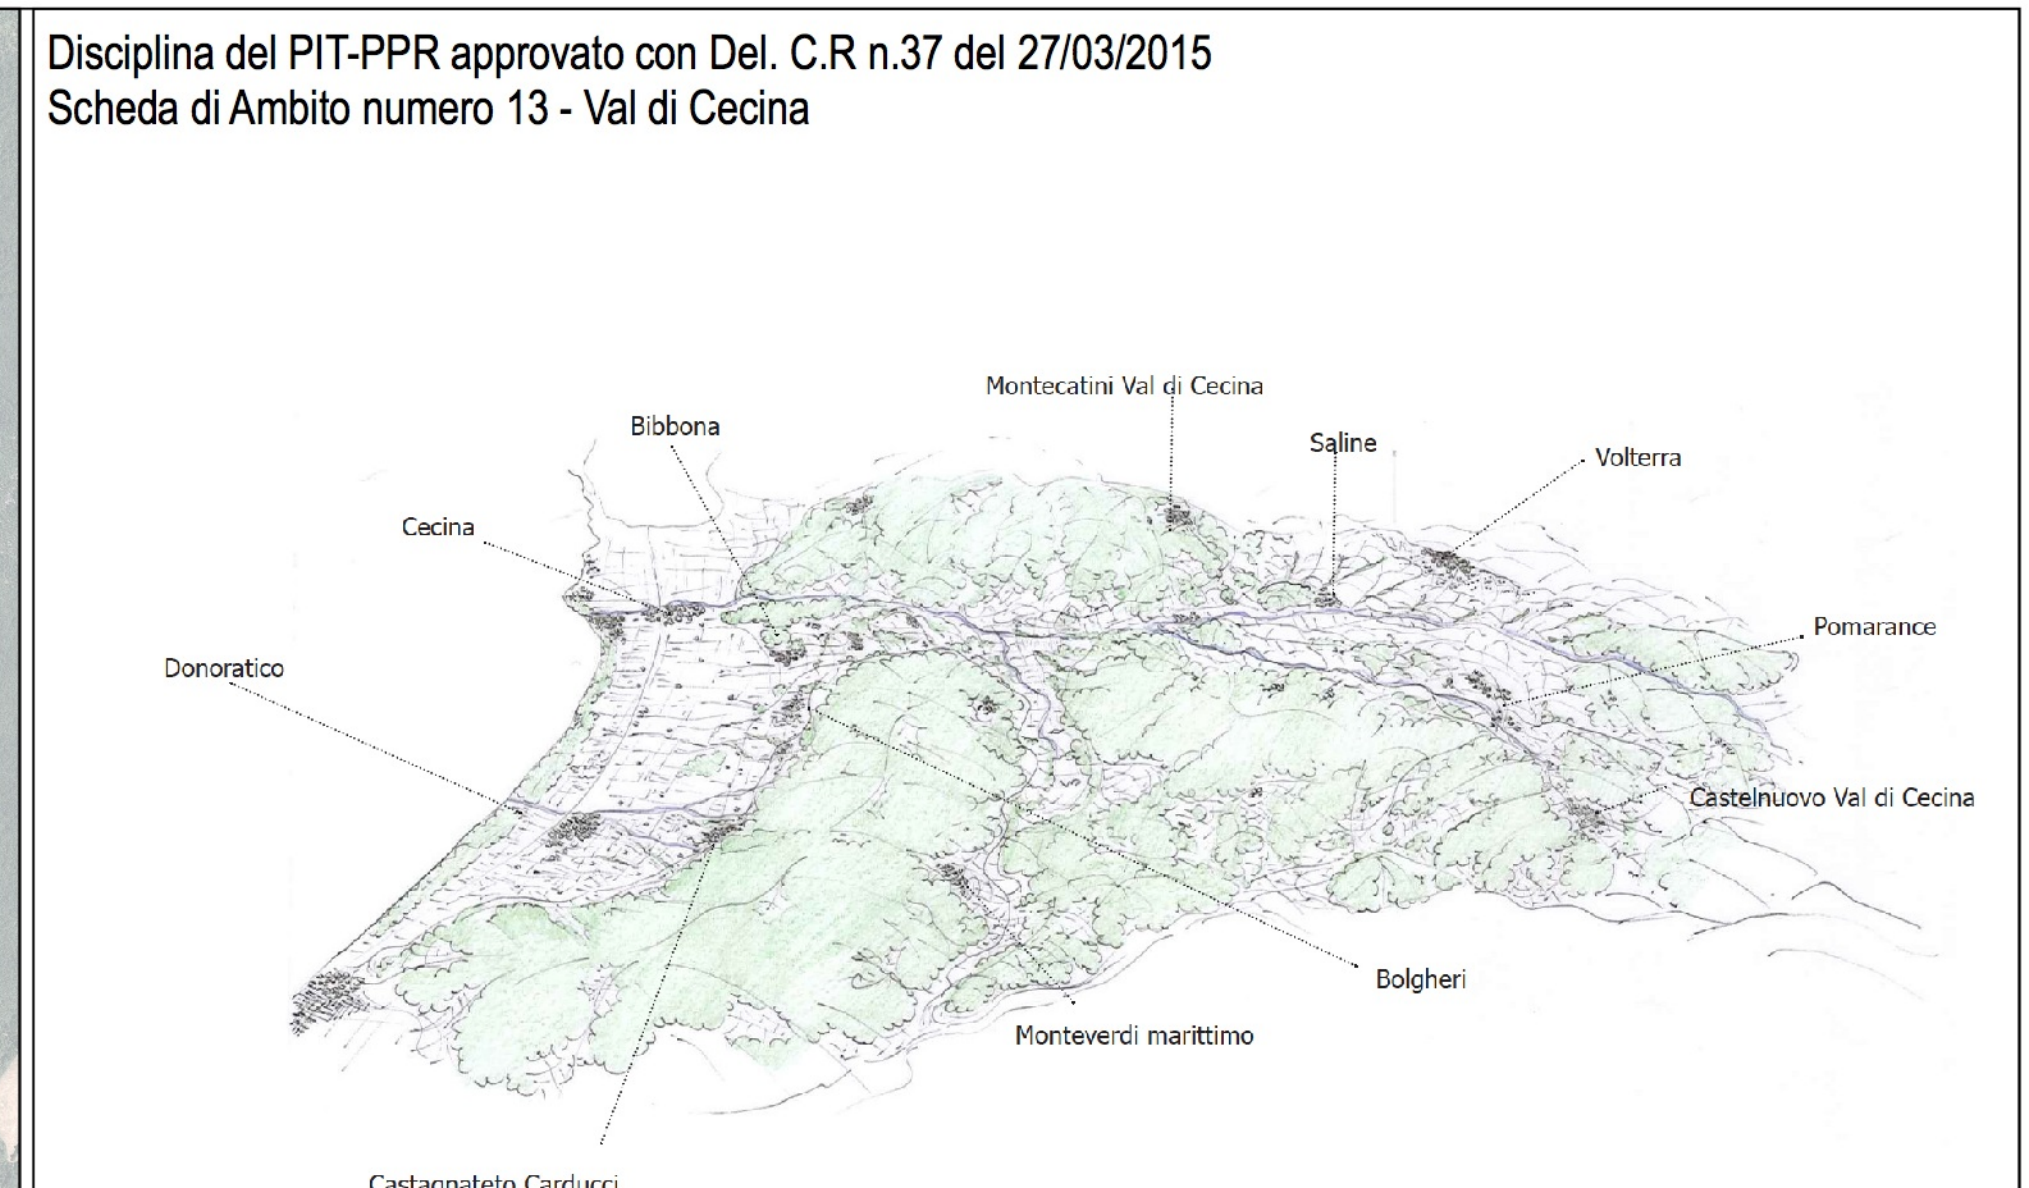 Disciplina del PIT-PPR approvato con Del. C.R n.37 del 27/03/2015
Scheda di Ambito numero 13 - Val di Cecina
Montecatini Val di Cecina
Bibbona
Saline
Volterra
Cecina
Pomarance
Donoratico
Castelnuovo Val di Cecina
Bolgheri
Monteverdi marittimo
Castagnateto Carducci